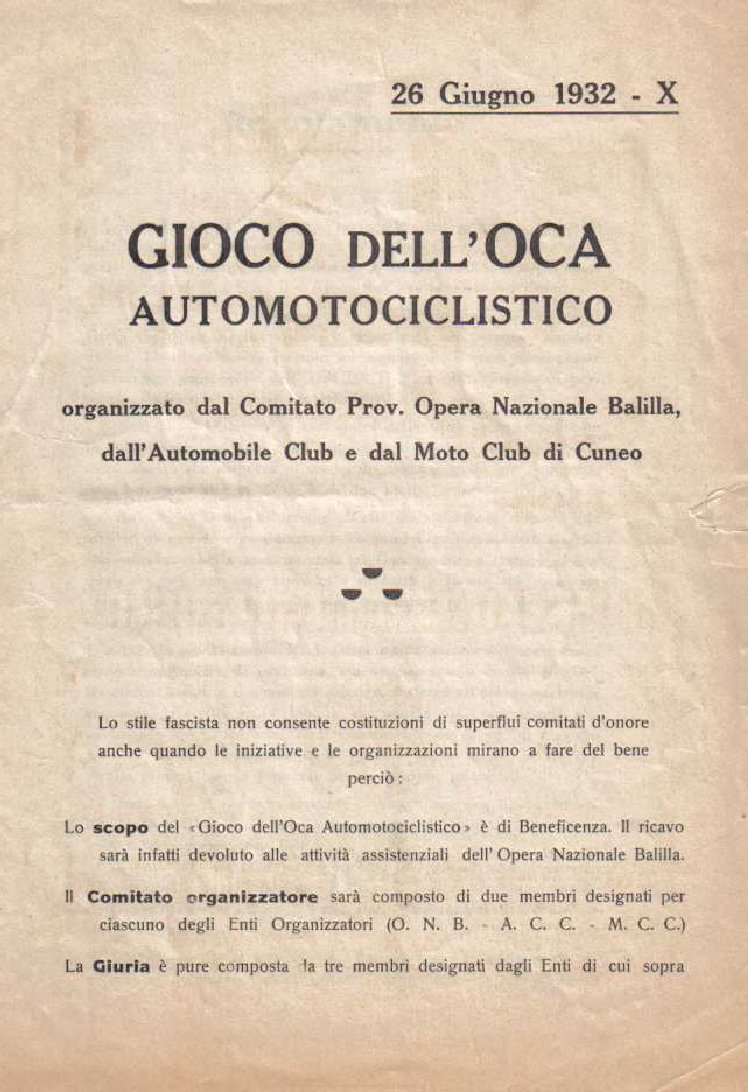 26 Giugno 1932 - X
GIOCO DELL'OCA
AUTOMOTOCICLISTICO
organizzato dal Comitato Prov. Opera Nazionale Balilla,
dall'Automobile Club e dal Moto Club di Cuneo
Lo stile fascista non consente costituzioni di superflui comitati d'onore
anche quando le iniziative e le organizzazioni mirano a fare del bene
perciò :
Lo scopo del «Gioco dell'Oca Automotociclistico» è di Beneficenza. Il ricavo
sarà infatti devoluto alle attività assistenziali dell' Opera Nazionale Balilla.
Il Comitato organizzatore sarà composto di due membri designati per
ciascuno degli Enti Organizzatori (O. N. B. - A. C. C. - M. C. C.)
La Giuria è pure composta da tre membri designati dagli Enti di cui sopra